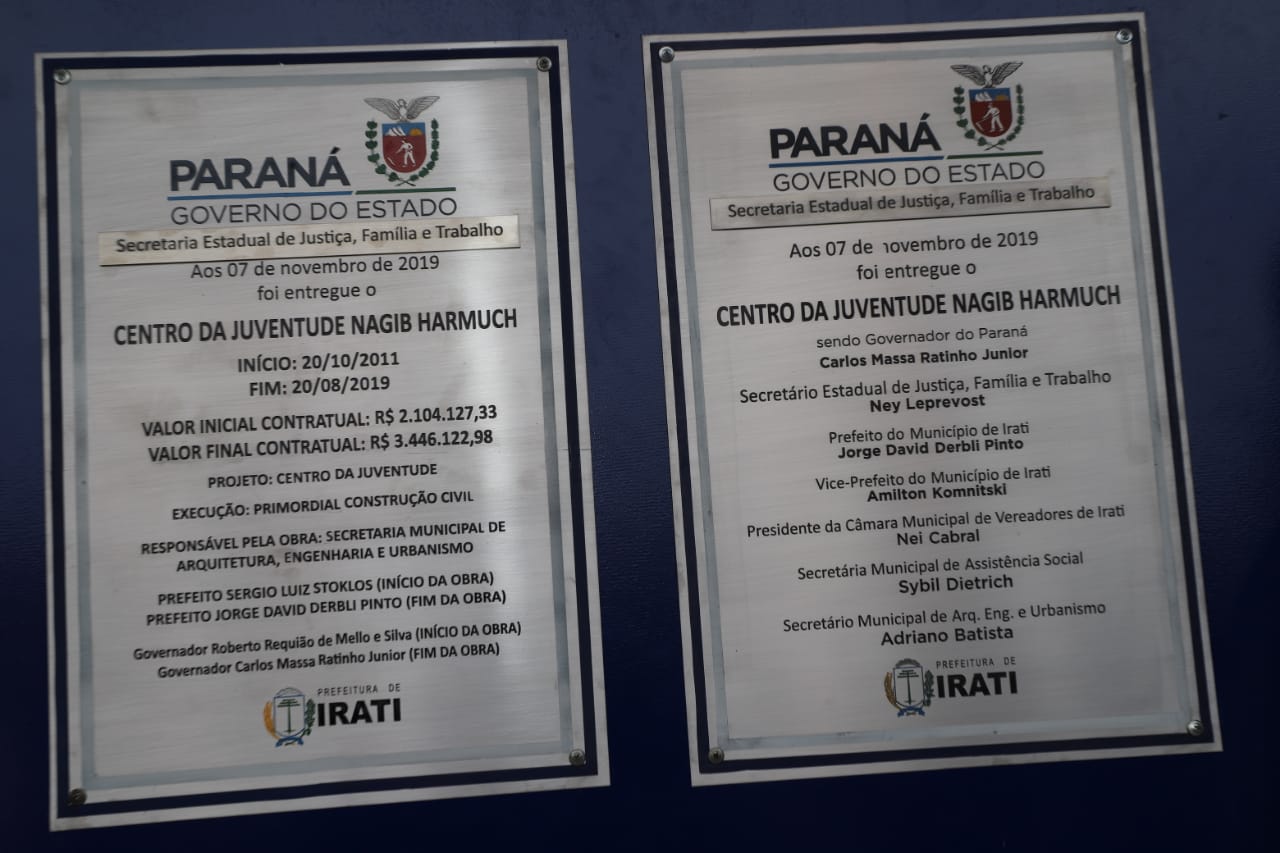 PARANÁ
GOVERNO DO ESTADO
Secretaria Estadual de Justiça, Família e Trabalho
Aos 07 de novembro de 2019
foi entregue o
CENTRO DA JUVENTUDE NAGIB HARMUCH
INÍCIO: 20/10/2011
FIM: 20/08/2019
VALOR INICIAL CONTRATUAL: R$ 2.104.127,33
VALOR FINAL CONTRATUAL: R$ 3.446.122,98
PROJETO: CENTRO DA JUVENTUDE
EXECUÇÃO: PRIMORDIAL CONSTRUÇÃO CIVIL
RESPONSÁVEL PELA OBRA: SECRETARIA MUNICIPAL DE
ARQUITETURA, ENGENHARIA E URBANISMO
PREFEITO SERGIO LUIZ STOKLOS (INÍCIO DA OBRA)
PREFEITO JORGE DAVID DERBLI PINTO (FIM DA OBRA)
Governador Roberto Requião de Mello e Silva (INÍCIO DA OBRA)
Governador Carlos Massa Ratinho Junior (FIM DA OBRA)
PREFEITURA DE
IRATI
PARANÁ
GOVERNO DO ESTADO
Secretaria Estadual de Justiça, Família e Trabalho
Aos 07 de novembro de 2019
foi entregue o
CENTRO DA JUVENTUDE NAGIB HARMUCH
sendo Governador do Paraná
Carlos Massa Ratinho Junior
Secretário Estadual de Justiça, Família e Trabalho
Ney Leprevost
Prefeito do Município de Irati
Jorge David Derbli Pinto
Vice-Prefeito do Município de Irati
Amilton Komnitski
Presidente da Câmara Municipal de Vereadores de Irati
Nei Cabral
Secretária Municipal de Assistência Social
Sybil Dietrich
Secretário Municipal de Arq. Eng. e Urbanismo
Adriano Batista
PREFEITURA DE
IRATI